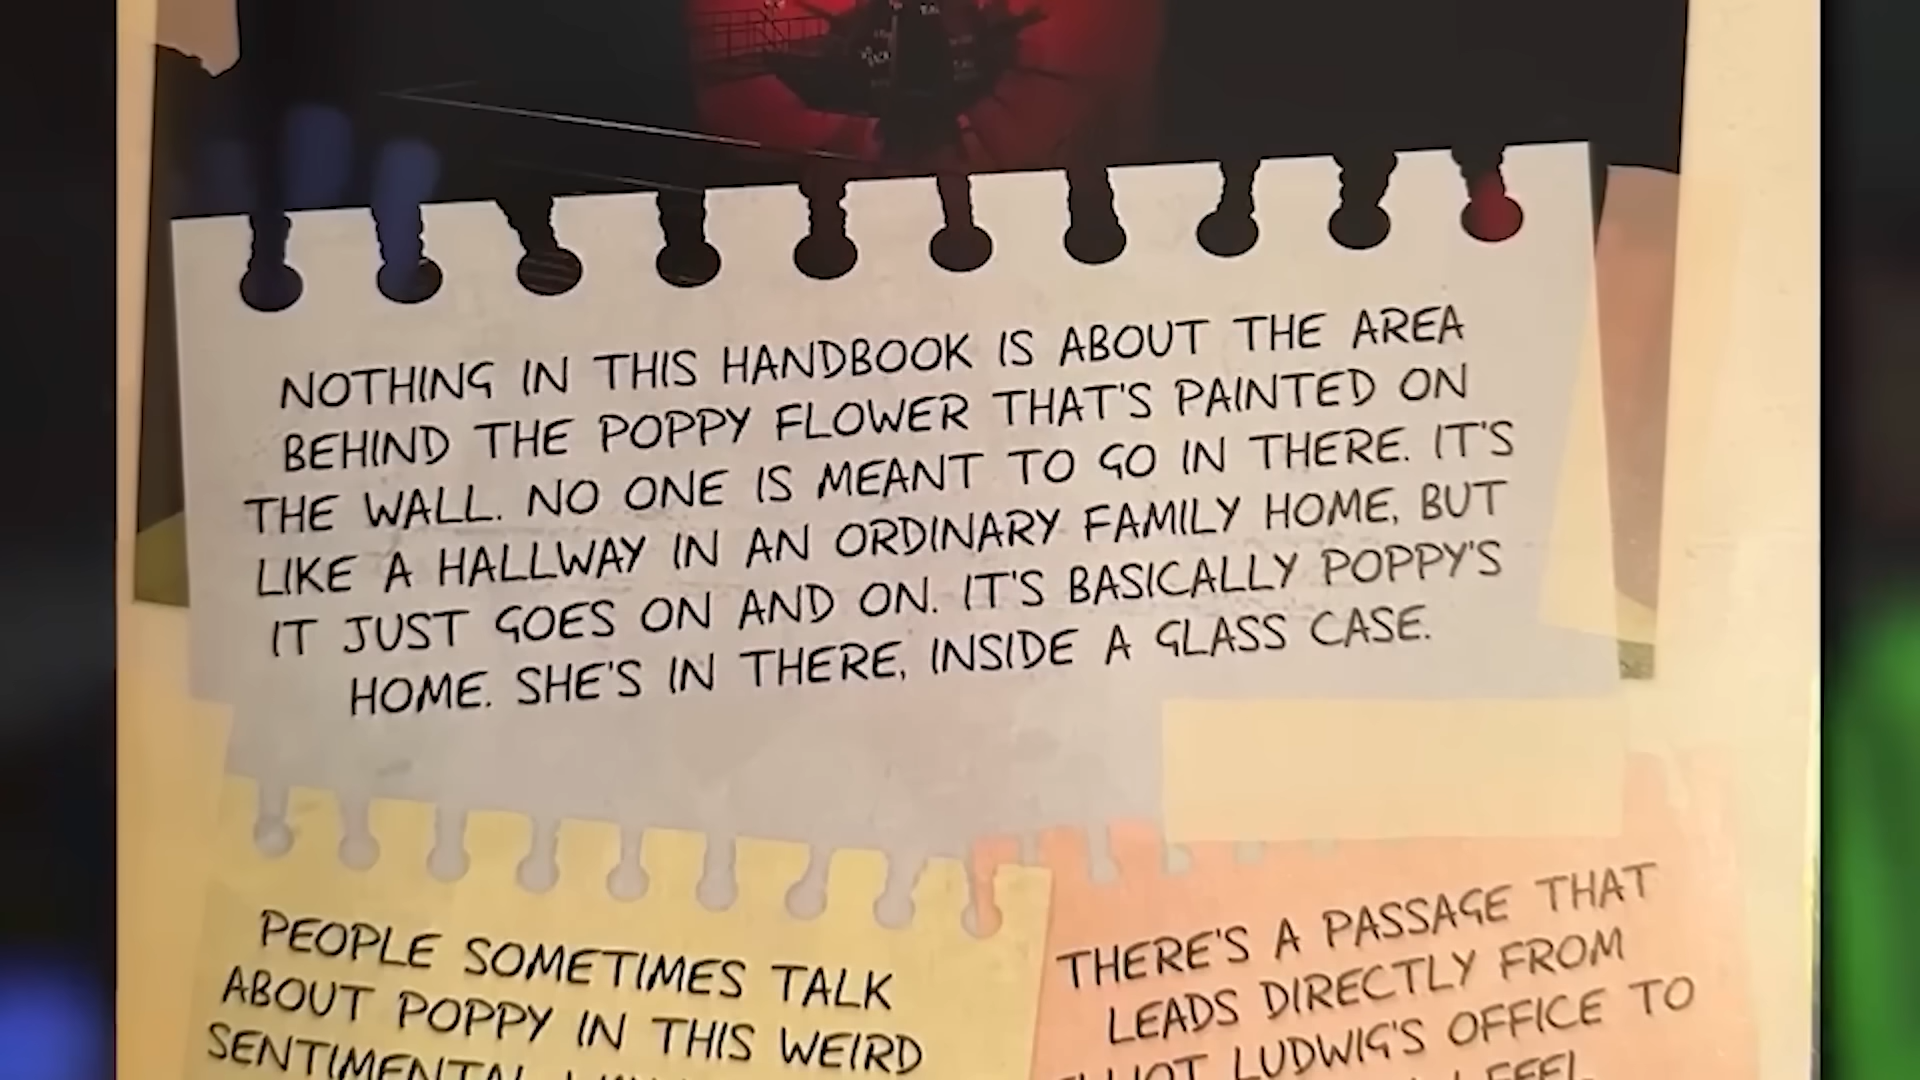 NOTHING IN THIS HANDBOOK IS ABOUT THE AREA
BEHIND THE POPPY FLOWER THAT'S PAINTED ON
THE WALL. NO ONE IS MEANT TO GO IN THERE. IT'S
LIKE A HALLWAY IN AN ORDINARY FAMILY HOME, BUT
IT JUST GOES ON AND ON. IT'S BASICALLY POPPY'S
HOME. SHE'S IN THERE, INSIDE A GLASS CASE.
PEOPLE SOMETIMES TALK
ABOUT POPPY IN THIS WEIRD
SENTIMENTAL
THERE'S A PASSAGE THAT
LEADS DIRECTLY FROM
LUDWIG'S OFFICE TO
FEEL